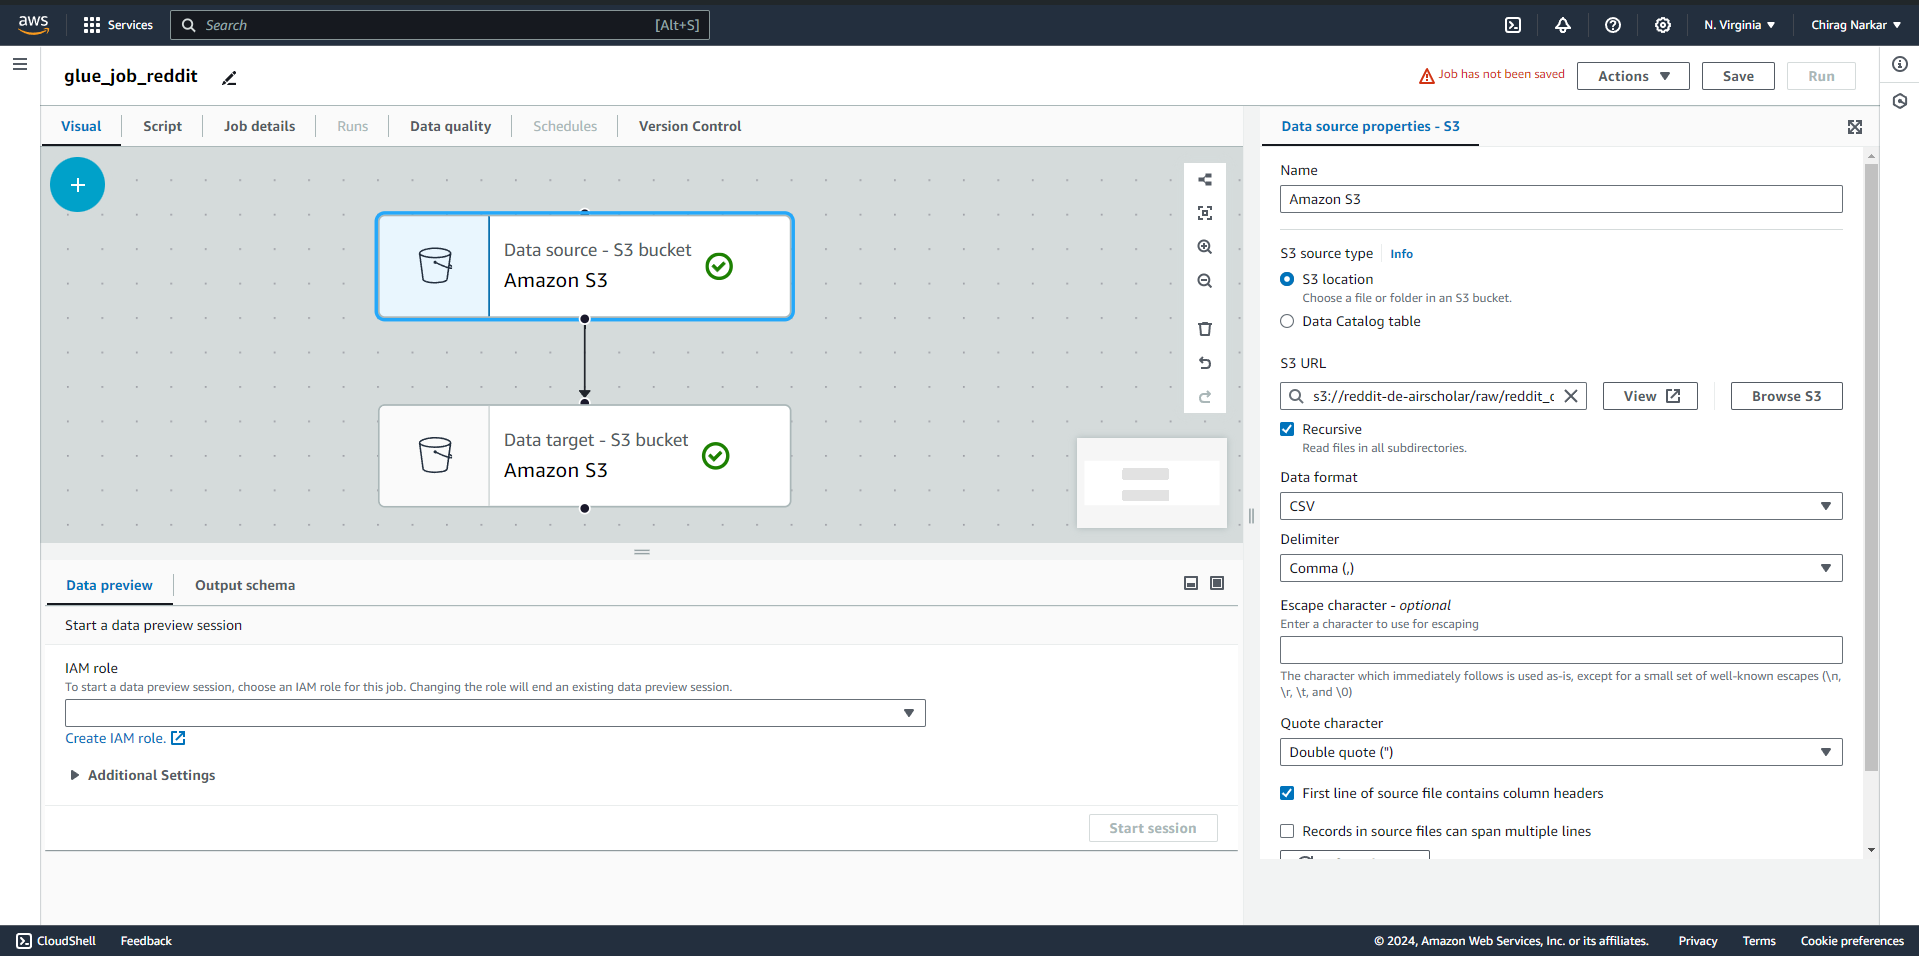 aws
Services
Search
[Alt+S]
N. Virginia
Chirag Narkar
glue_job_reddit
Job has not been saved
Actions
Save
Run
Visual
Script
Job details
Runs
Data quality
Schedules
Version Control
Data source - S3 bucket
Amazon S3
Data target - S3 bucket
Amazon S3
Data preview
Output schema
Start a data preview session
IAM role
To start a data preview session, choose an IAM role for this job. Changing the role will end an existing data preview session.
Create IAM role.
Additional Settings
Start session
Data source properties - S3
Name
Amazon S3
S3 source type
Info
S3 location
Choose a file or folder in an S3 bucket.
Data Catalog table
S3 URL
s3://reddit-de-airscholar/raw/reddit_
View
Browse S3
Recursive
Read files in all subdirectories.
Data format
CSV
Delimiter
Comma (,)
Escape character - optional
Enter a character to use for escaping
The character which immediately follows is used as-is, except for a small set of well-known escapes (\n,
\r, \t, and \0)
Quote character
Double quote (")
First line of source file contains column headers
Records in source files can span multiple lines
CloudShell
Feedback
© 2024, Amazon Web Services, Inc. or its affiliates.
Privacy
Terms
Cookie preferences